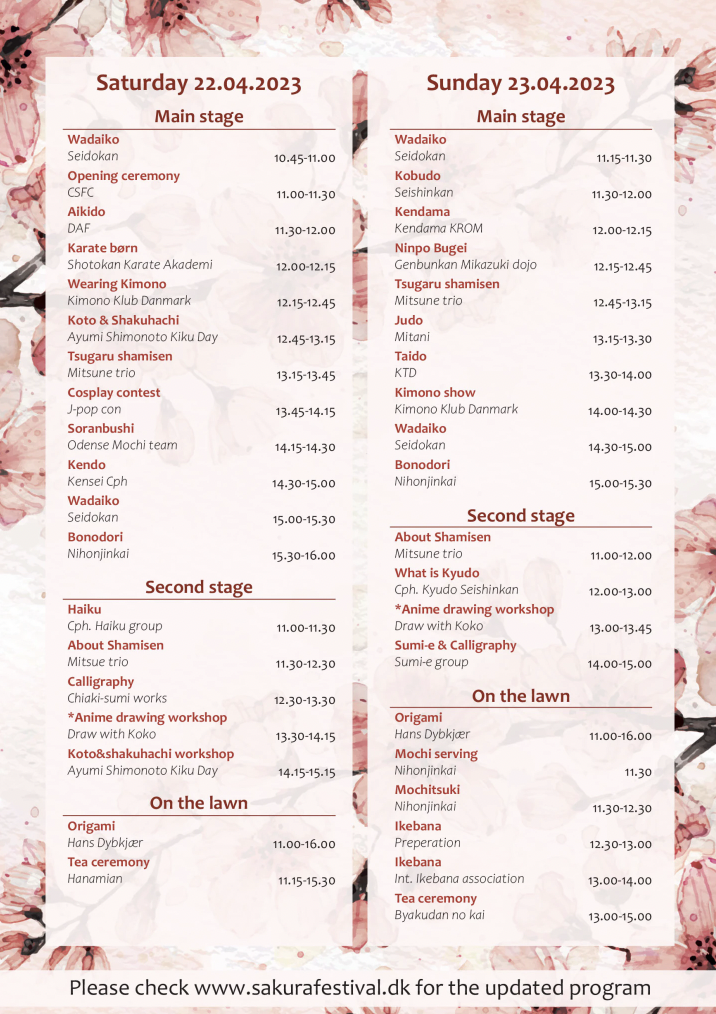 Saturday 22.04.2023
Main stage
Wadaiko
Seidokan 10.45-11.00
Opening ceremony
CSFC 11.00-11.30
Aikido
DAF 11.30-12.00
Karate børn
Shotokan Karate Akademi 12.00-12.15
Wearing Kimono
Kimono Klub Danmark 12.15-12.45
Koto & Shakuhachi
Ayumi Shimonoto Kiku Day 12.45-13.15
Tsugaru shamisen
Mitsune trio 13.15-13.45
Cosplay contest
J-pop con 13.45-14.15
Soranbushi
Odense Mochi team 14.15-14.30
Kendo
Kensei Cph 14.30-15.00
Wadaiko
Seidokan 15.00-15.30
Bonodori
Nihonjinkai 15.30-16.00
Second stage
Haiku
Cph. Haiku group 11.00-11.30
About Shamisen
Mitsue trio 11.30-12.30
Calligraphy
Chiaki-sumi works 12.30-13.30
*Anime drawing workshop
Draw with Koko 13.30-14.15
Koto&shakuhachi workshop
Ayumi Shimonoto Kiku Day 14.15-15.15
On the lawn
Origami
Hans Dybkjær 11.00-16.00
Tea ceremony
Hanamian 11.15-15.30
Sunday 23.04.2023
Main stage
Wadaiko
Seidokan 11.15-11.30
Kobudo
Seishinkan 11.30-12.00
Kendama
Kendama KROM 12.00-12.15
Ninpo Bugei
Genbunkan Mikazuki dojo 12.15-12.45
Tsugaru shamisen
Mitsune trio 12.45-13.15
Judo
Mitani 13.15-13.30
Taido
KTD 13.30-14.00
Kimono show
Kimono Klub Danmark 14.00-14.30
Wadaiko
Seidokan 14.30-15.00
Bonodori
Nihonjinkai 15.00-15.30
Second stage
About Shamisen
Mitsune trio 11.00-12.00
What is Kyudo
Cph. Kyudo Seishinkan 12.00-13.00
*Anime drawing workshop
Draw with Koko 13.00-13.45
Sumi-e & Calligraphy
Sumi-e group 14.00-15.00
On the lawn
Origami
Hans Dybkjær 11.00-16.00
Mochi serving
Nihonjinkai 11.30
Mochitsuki
Nihonjinkai 11.30-12.30
Ikebana
Preperation 12.30-13.00
Ikebana
Int. Ikebana association 13.00-14.00
Tea ceremony
Byakudan no kai 13.00-15.00
Please check www.sakurafestival.dk for the updated program